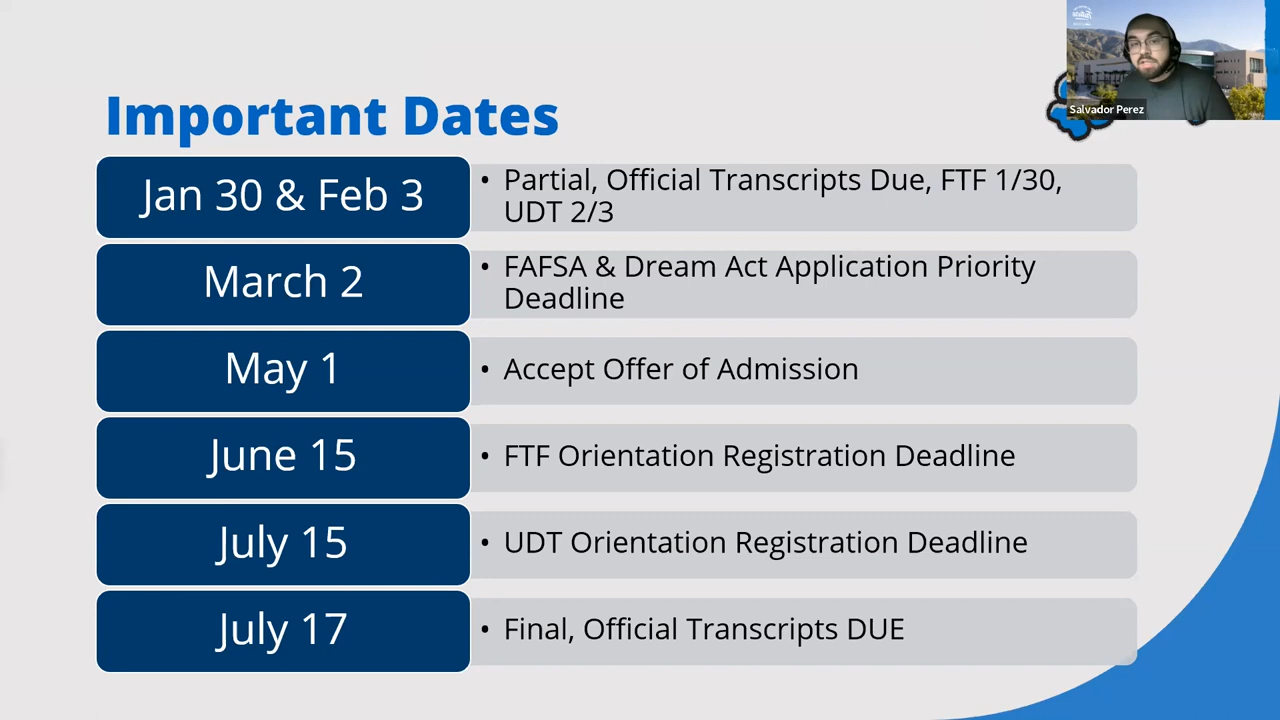 Important Dates
Jan 30 & Feb 3
• Partial, Official Transcripts Due, FTF 1/30,
UDT 2/3
March 2
• FAFSA & Dream Act Application Priority
Deadline
May 1
• Accept Offer of Admission
June 15
• FTF Orientation Registration Deadline
July 15
• UDT Orientation Registration Deadline
July 17
• Final, Official Transcripts DUE
Salvador Perez